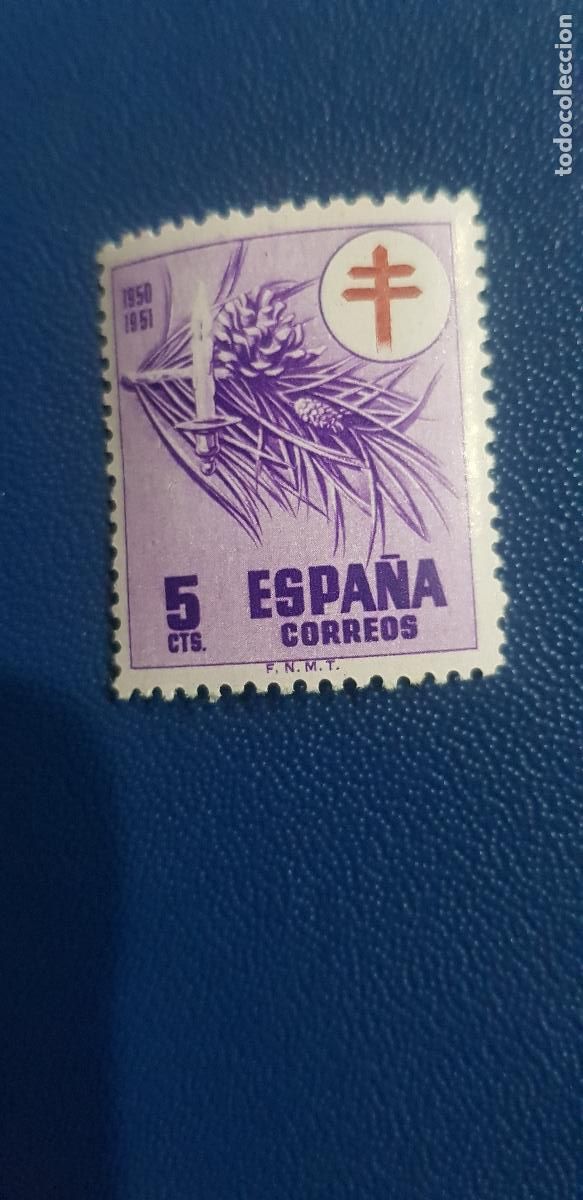 todocoleccion
1950
1951
5 ESPAÑA
CTS. CORREOS
F. N. M. T.